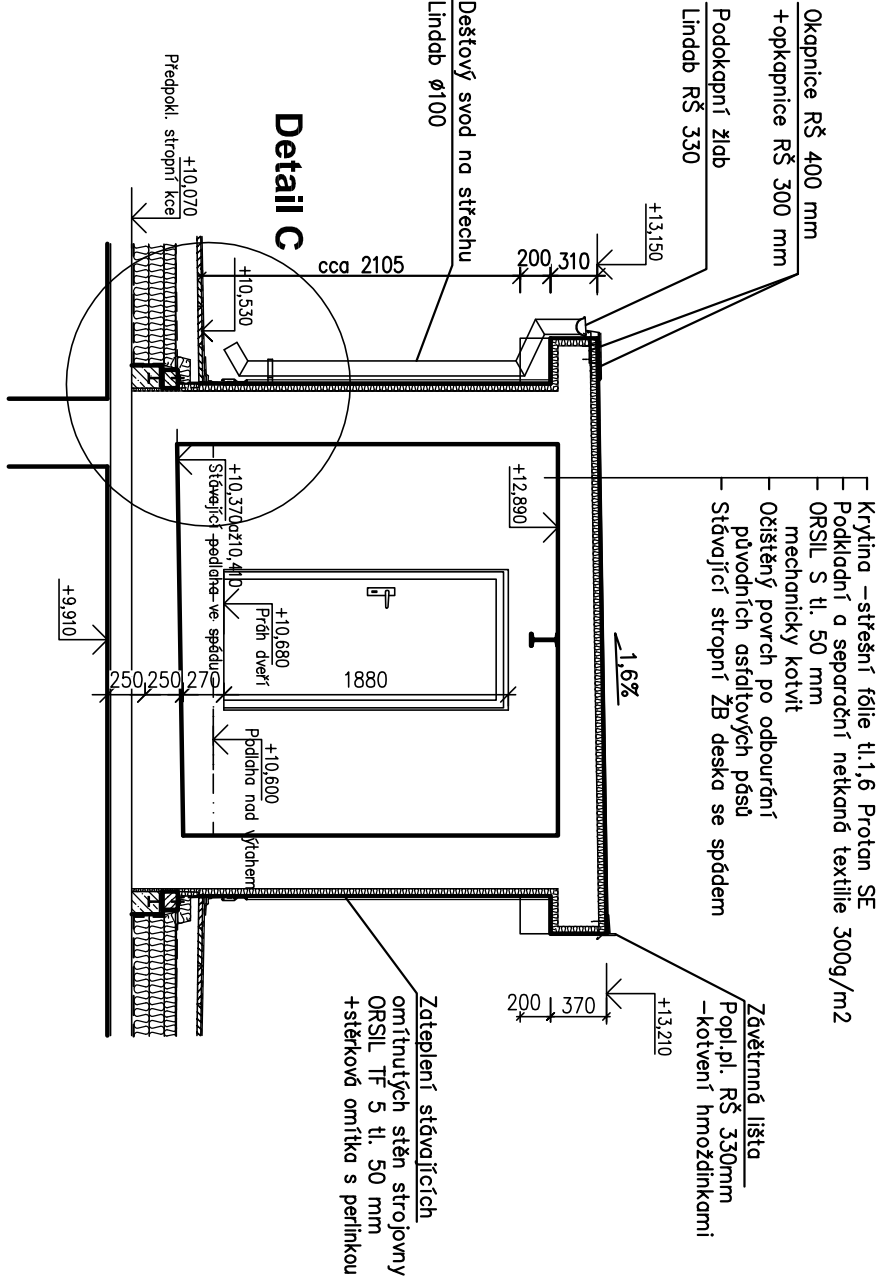 Okapnice RŠ 400 mm
+opkapnice RŠ 300 mm
Podokapní žlab
Lindab RŠ 330
Dešťový svod na střechu
Lindab ø100
Detail C
Předpokl. stropní kce
+10,070
+10,530
cca 2105
200
310
+13,150
Krytina –střešní fólie tl.1,6 Protan SE
Podkladní a separační netkaná textilie 300g/m2
ORSIL S tl. 50 mm
mechanicky kotvit
Očištěný povrch po odbourání
původních asfaltových pásů
Stávající stropní ŽB deska se spádem
1,6%
+12,890
+10,370až10,410
Stávající podlaha ve spádu
+10,680
Práh dveří
1880
270
250
250
+9,910
+10,600
Podlaha nad výtahem
Závětrnná lišta
Popl.pl. RŠ 330mm
–kotvení hmoždinkami
+13,210
200
370
Zateplení stávajících
omítnutých stěn strojovny
ORSIL TF 5 tl. 50 mm
+stěrková omítka s perlinkou